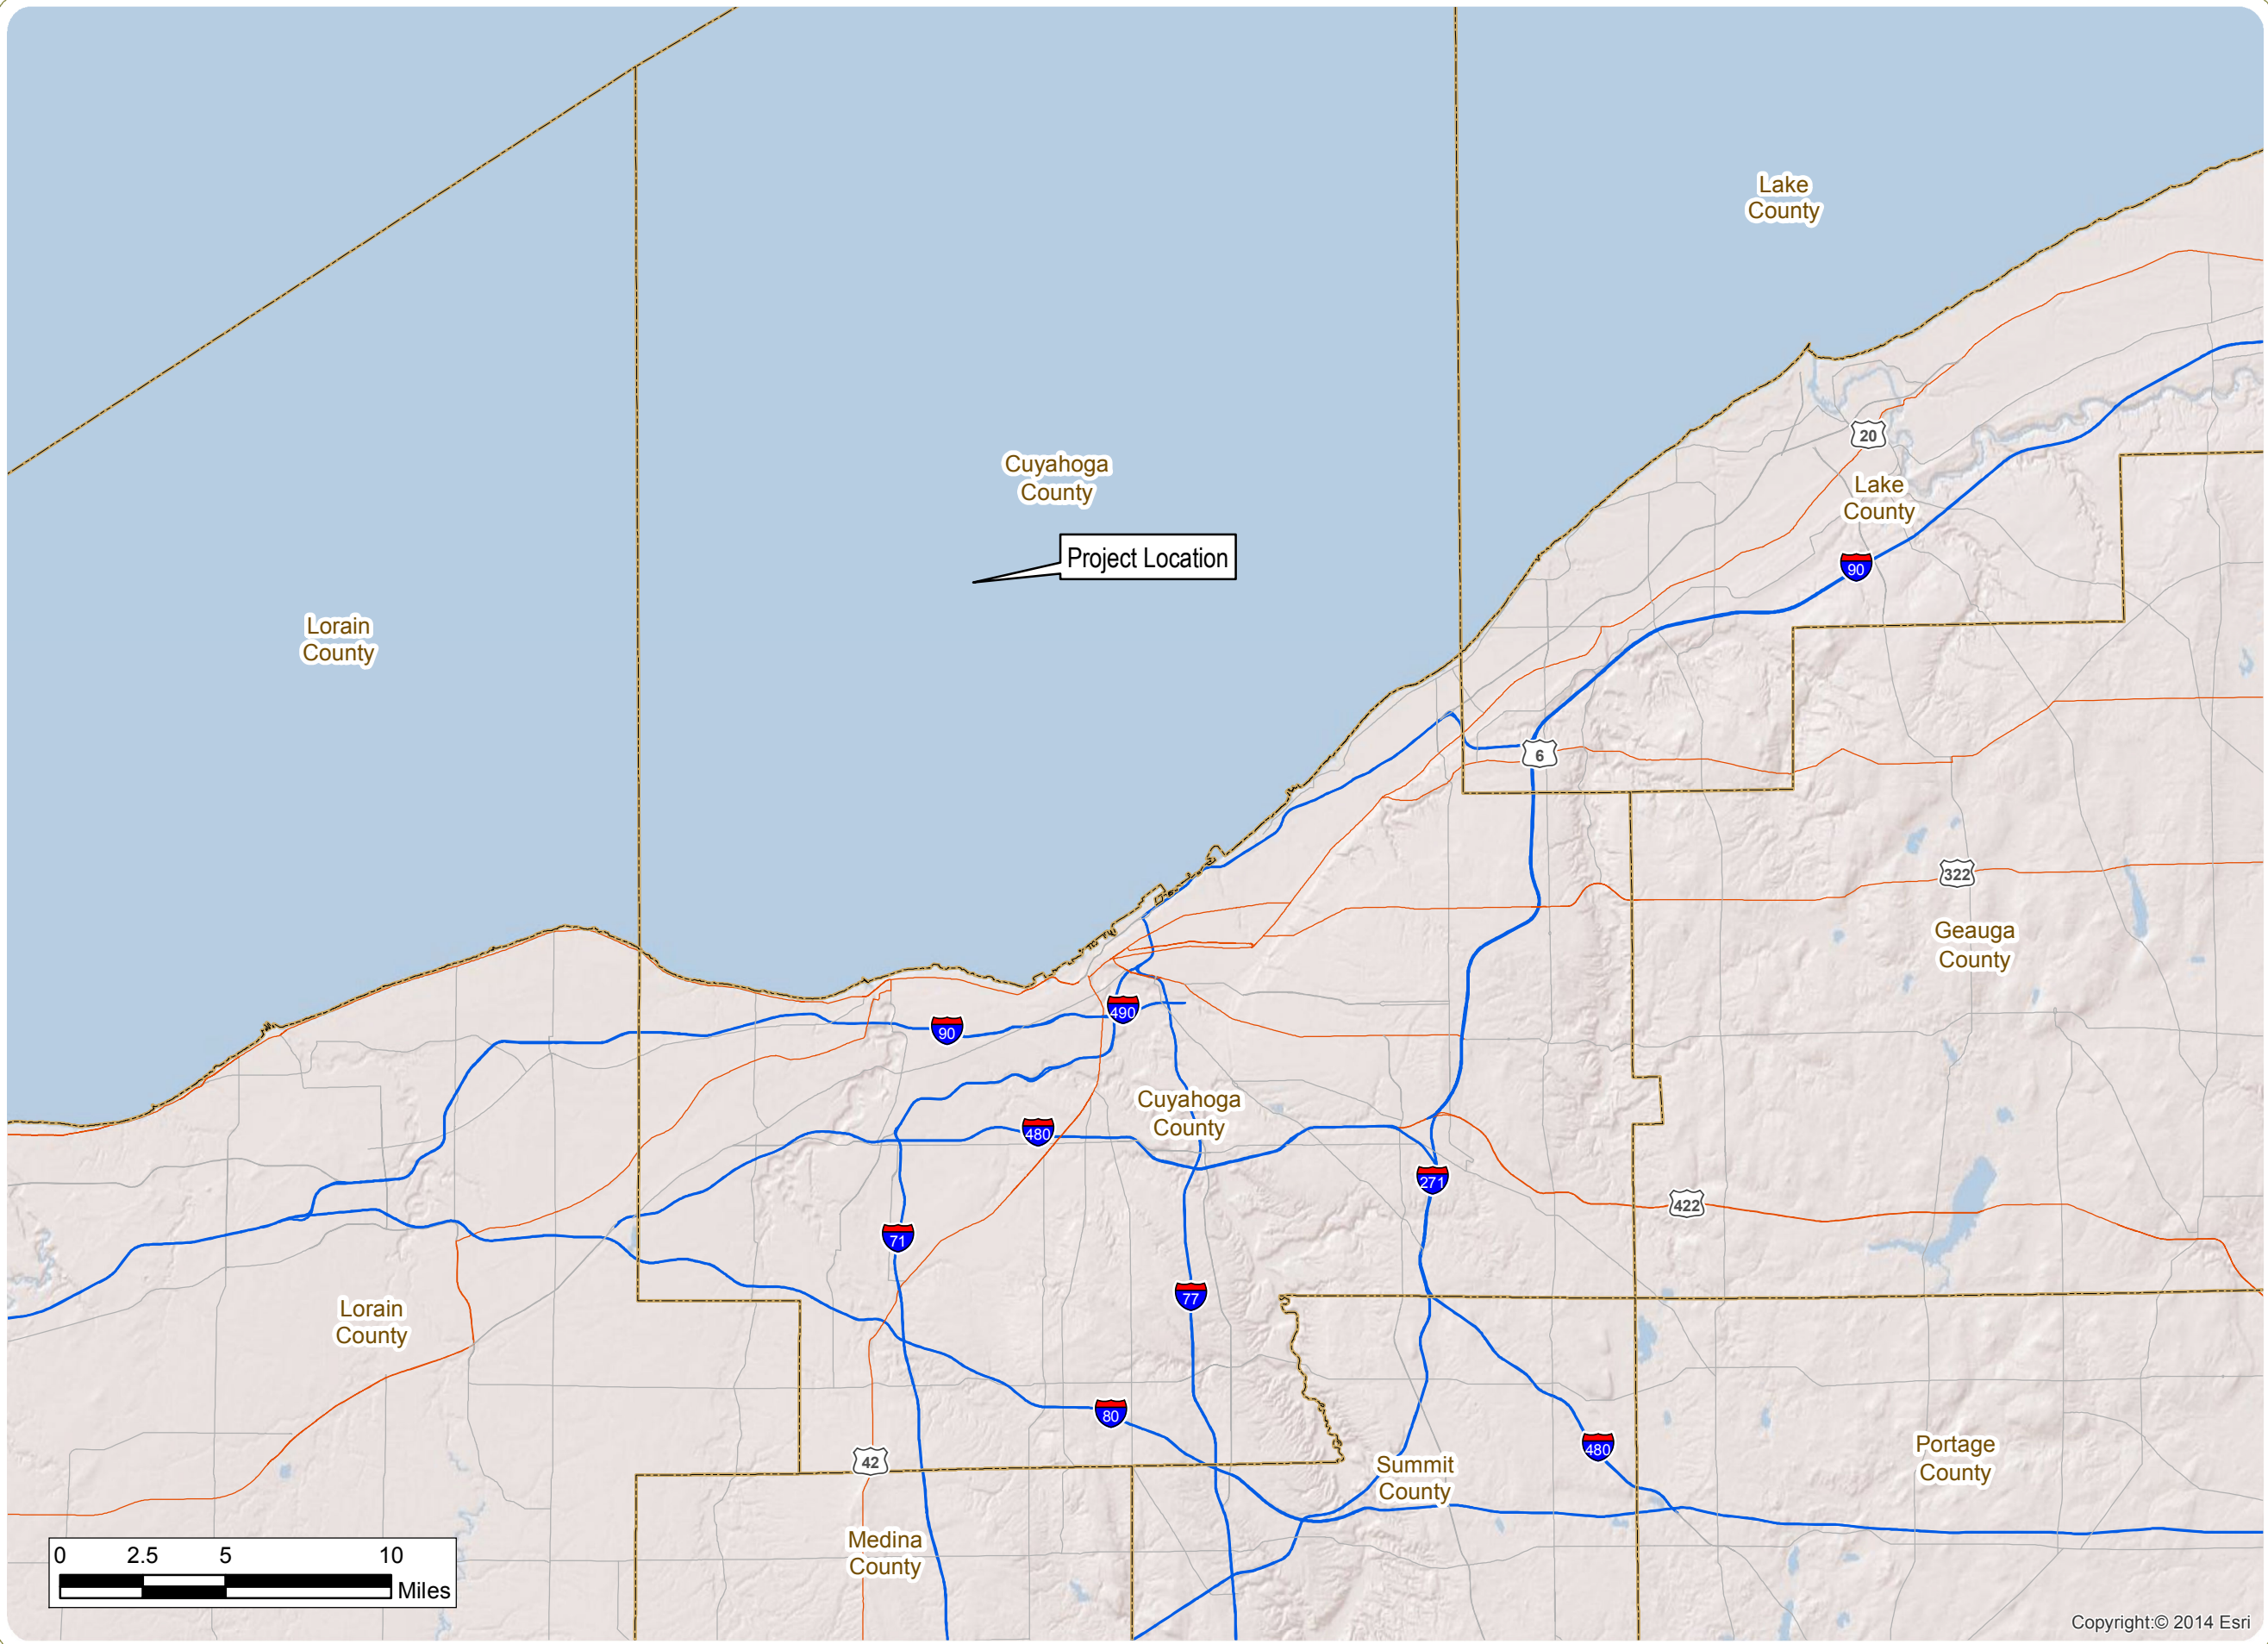 Lake
County
Cuyahoga
County
Project Location
Lorain
County
20
Lake
County
90
6
322
Geauga
County
490
90
Cuyahoga
County
480
271
422
71
77
Lorain
County
80
480
42
Summit
County
Portage
County
Medina
County
0 2.5 5 10
Miles
Copyright:© 2014 Esri